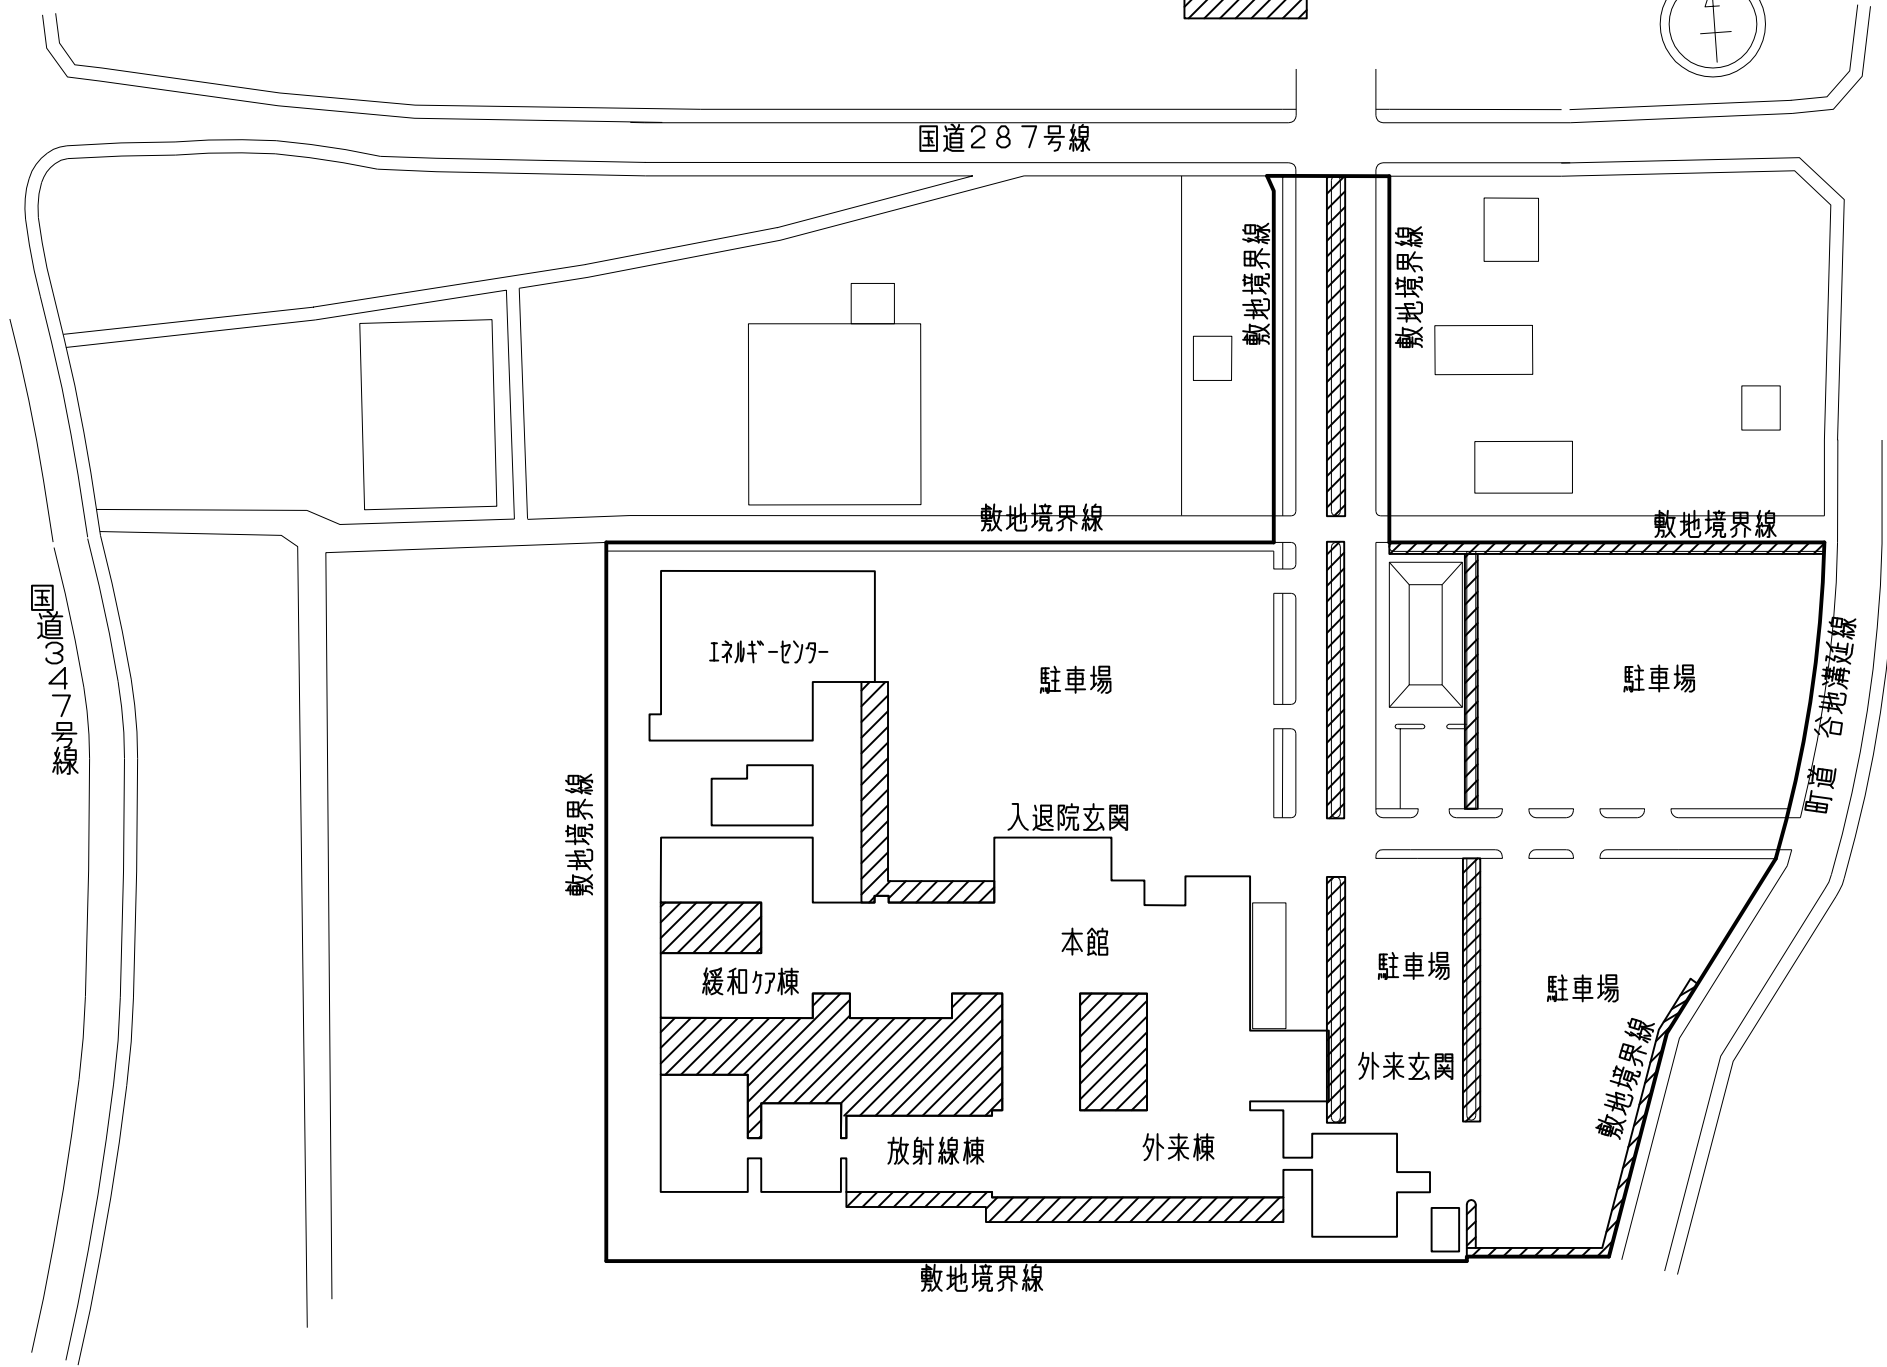 国道２８７号線
敷地境界線
敷地境界線
敷地境界線
敷地境界線
国道３４７号線
ｴﾈﾙｷﾞｰｾﾝﾀｰ
駐車場
駐車場
町道　谷地溝延線
敷地境界線
入退院玄関
本館
緩和ｹｱ棟
駐車場
駐車場
外来玄関
敷地境界線
放射線棟
外来棟
敷地境界線